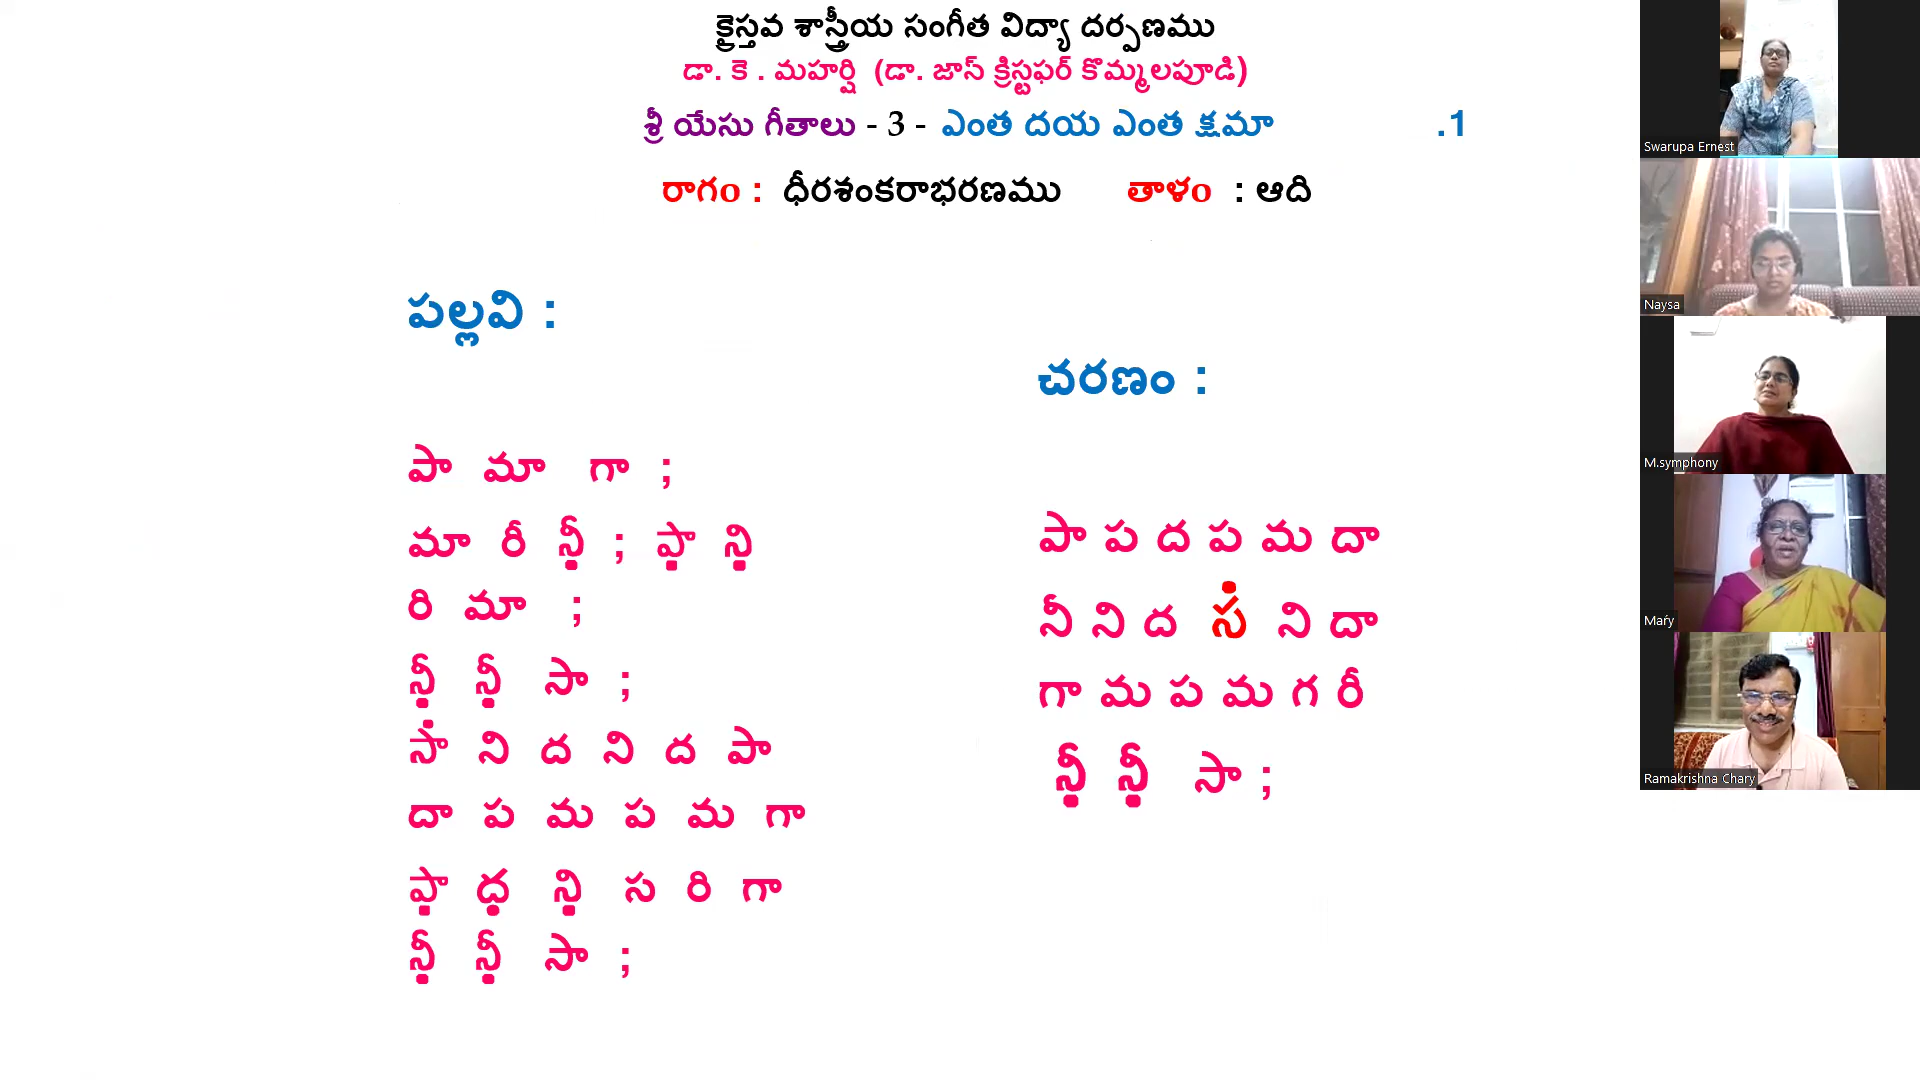 క్రైస్తవ శాస్త్రీయ సంగీత విద్యా దర్పణము
డా. కె . మహర్షి (డా. జాస్ క్రిస్టఫర్ కొమ్మలపూడి)
శ్రీ యేసు గీతాలు - 3 - ఎంత దయ ఎంత క్షమా .1
రాగం : ధీరశంకరాభరణము తాళం : ఆది
పల్లవి :
పా మా గా ;
మా రీ నీ̣ ; పా̣ ని̣
రి మా ;
నీ̣ నీ̣ సా ;
సా̇ ని ద ని ద పా
దా ప మ ప మ గా
పా̣ ధ̣ ని̣ స రి గా
నీ̣ నీ̣ సా ;
చరణం :
పా ప ద ప మ దా
నీ ని ద స̇ ని దా
గా మ ప మ గ రీ
నీ̣ నీ̣ సా ;
Swarupa Ernest
Naysa
M.symphony
Maŕy
Ramakrishna Chary